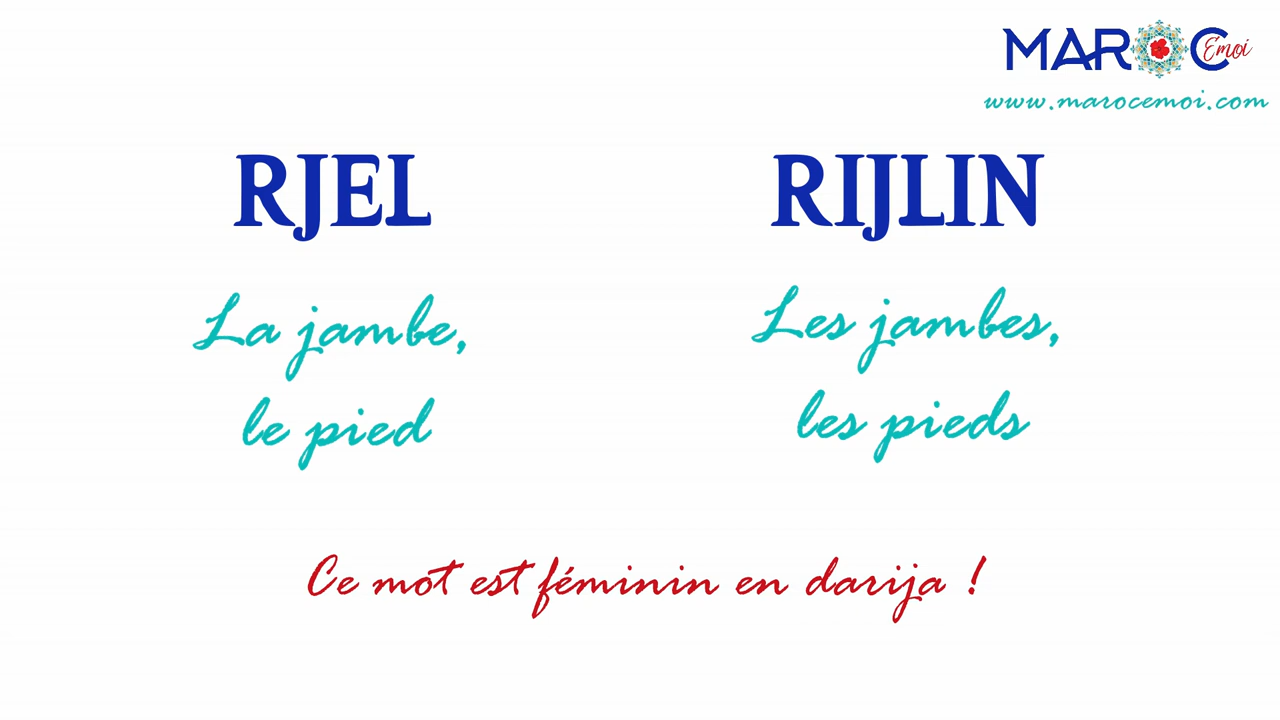 MAROC Émoi
www.marocemoi.com
RJEL
RIJLIN
La jambe,
le pied
Les jambes,
les pieds
Ce mot est féminin en darija !